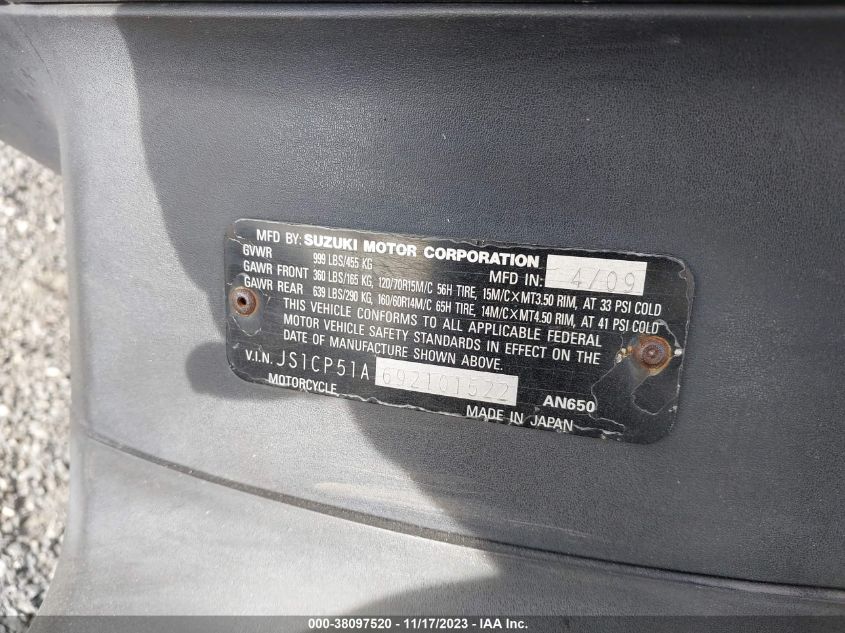 MFD BY: SUZUKI MOTOR CORPORATION
MFD IN: 4/09
GVWR 999 LBS/455 KG
GAWR FRONT 360 LBS/165 KG, 120/70R15M/C 56H TIRE, 15M/C×MT3.50 RIM, AT 33 PSI COLD
GAWR REAR 639 LBS/290 KG, 160/60R14M/C 65H TIRE, 14M/C×MT4.50 RIM, AT 41 PSI COLD
THIS VEHICLE CONFORMS TO ALL APPLICABLE FEDERAL
MOTOR VEHICLE SAFETY STANDARDS IN EFFECT ON THE
DATE OF MANUFACTURE SHOWN ABOVE.
V.I.N. JS1CP51A692101522
MOTORCYCLE AN650
MADE IN JAPAN
000-38097520 — 11/17/2023 — IAA Inc.